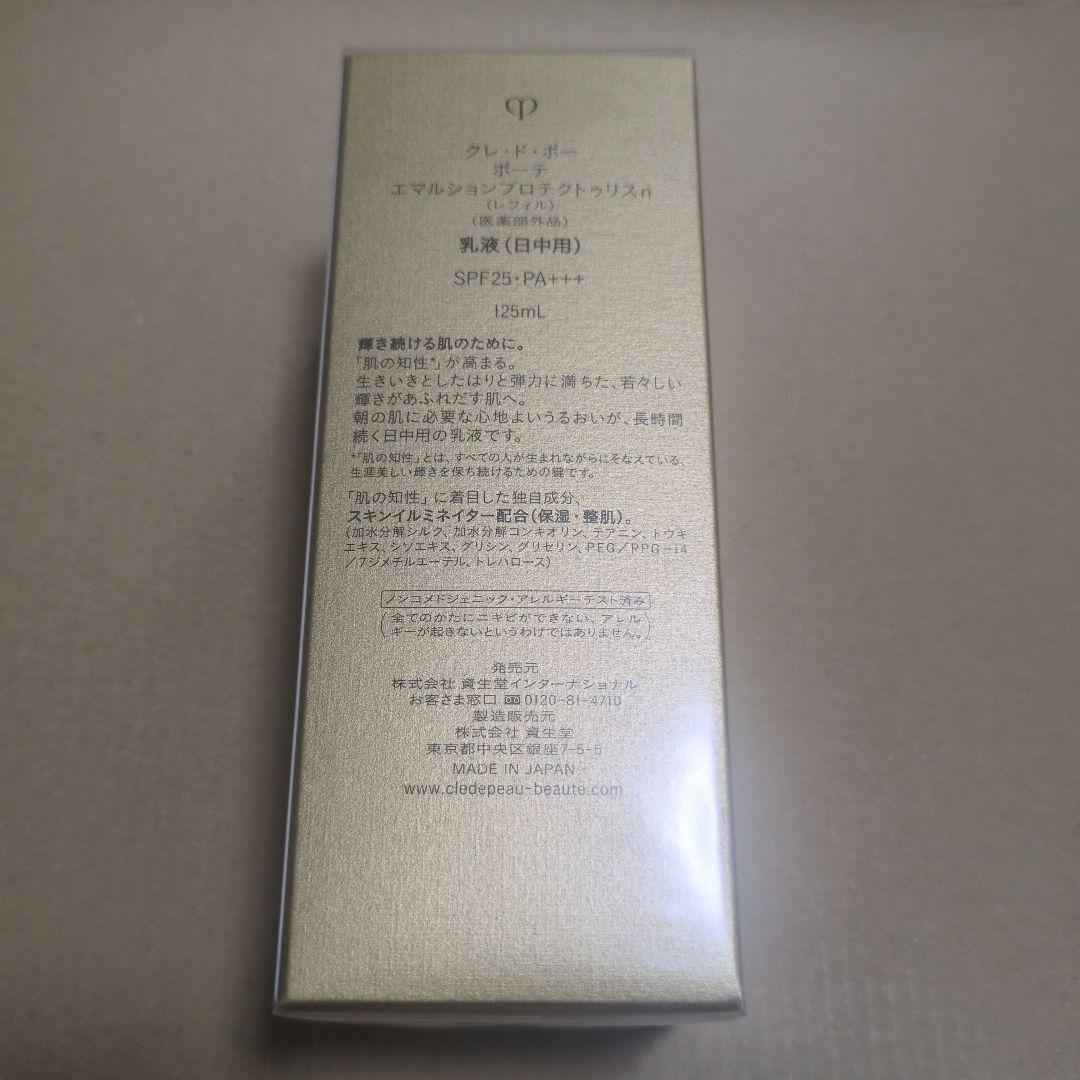 クレ・ド・ポー
ボーテ
エマルションプロテクトゥリスn
(レフィル)
(医薬部外品)
乳液(日中用)
SPF25・PA+++
125mL
輝き続ける肌のために。
「肌の知性*」が高まる。
生きいきとしたはりと弾力に満ちた、若々しい
輝きがあふれだす肌へ。
朝の肌に必要な心地よいうるおいが、長時間
続く日中用の乳液です。
*「肌の知性」とは、すべての人が生まれながらにそなえている、
生涯美しい輝きを保ち続けるための鍵です。
「肌の知性」に着目した独自成分、
スキンイルミネイター配合(保湿・整肌)。
(加水分解シルク、加水分解コンキオリン、テアニン、トウキ
エキス、シソエキス、グリシン、グリセリン、PEG/PPG-14
/7ジメチルエーテル、トレハロース)
ノンコメドジェニック・アレルギーテスト済み
(全てのかたにニキビができない、アレル
ギーが起きないというわけではありません。)
発売元
株式会社 資生堂インターナショナル
お客さま窓口 0120-81-4710
製造販売元
株式会社 資生堂
東京都中央区銀座7-5-5
MADE IN JAPAN
www.cledepeau-beaute.com